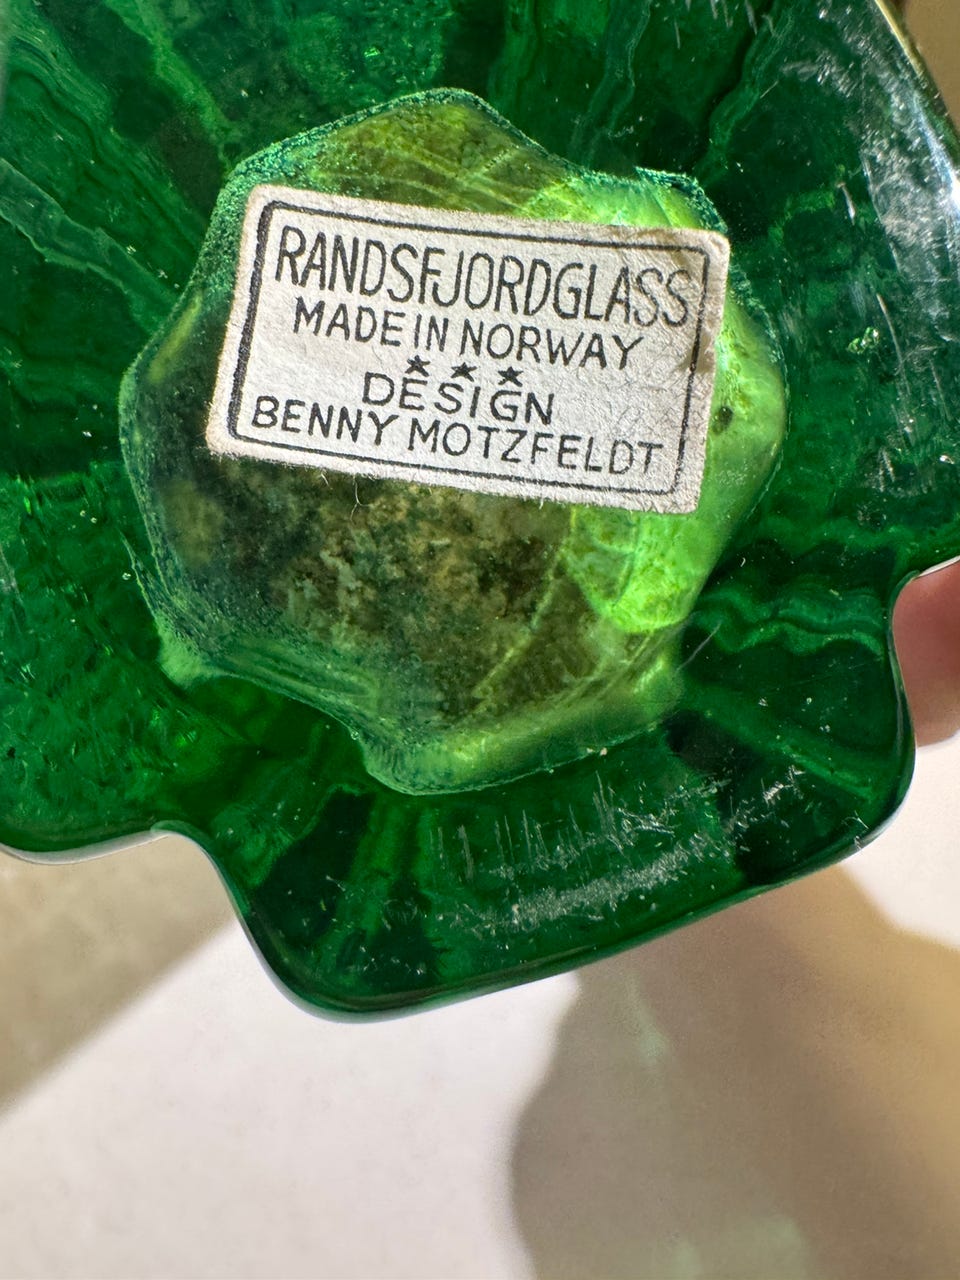 RANDSFJORDGLASS
MADE IN NORWAY
★ ★ ★
DESIGN
BENNY MOTZFELDT